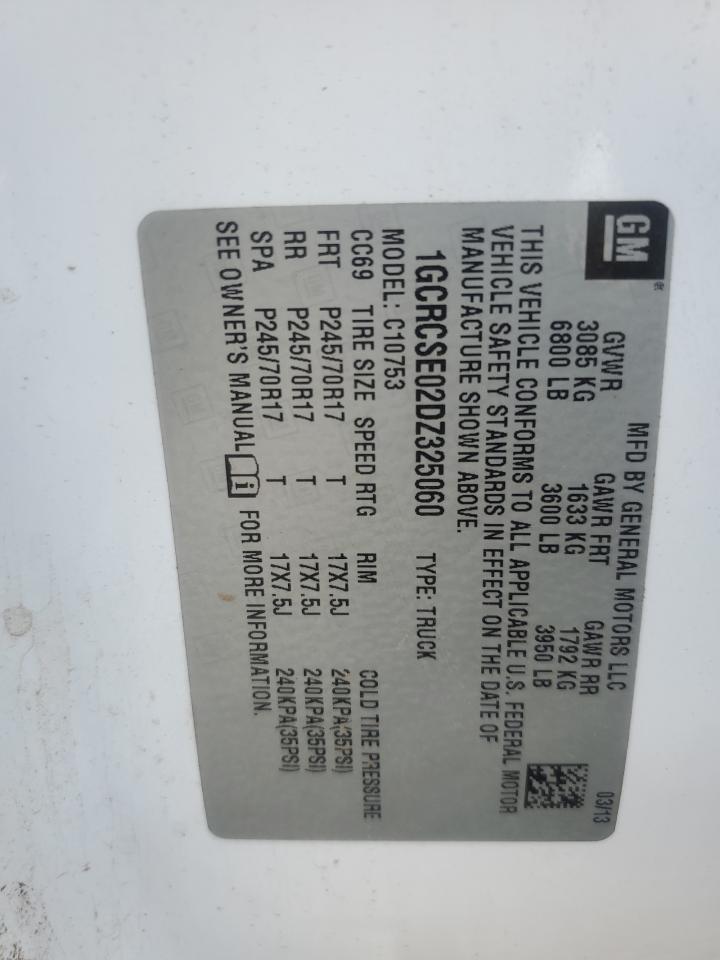 GM
MFD BY GENERAL MOTORS LLC 03/13
GVWR GAWR FRT GAWR RR
3085 KG 1633 KG 1792 KG
6800 LB 3600 LB 3950 LB
THIS VEHICLE CONFORMS TO ALL APPLICABLE U.S. FEDERAL MOTOR
VEHICLE SAFETY STANDARDS IN EFFECT ON THE DATE OF
MANUFACTURE SHOWN ABOVE.
1GCRCSE02DZ325060 TYPE: TRUCK
MODEL: C10753
CC69 TIRE SIZE SPEED RTG RIM COLD TIRE PRESSURE
FRT P245/70R17 T 17X7.5J 240KPA(35PSI)
RR P245/70R17 T 17X7.5J 240KPA(35PSI)
SPA P245/70R17 T 17X7.5J 240KPA(35PSI)
SEE OWNER'S MANUAL i FOR MORE INFORMATION.